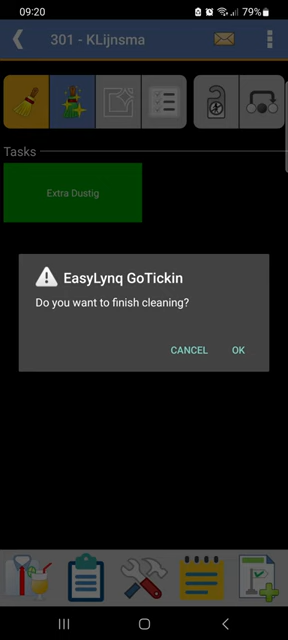 09:20
79%
301 - KLijnsma
Tasks
Extra Dustig
EasyLynq GoTickin
Do you want to finish cleaning?
CANCEL
OK